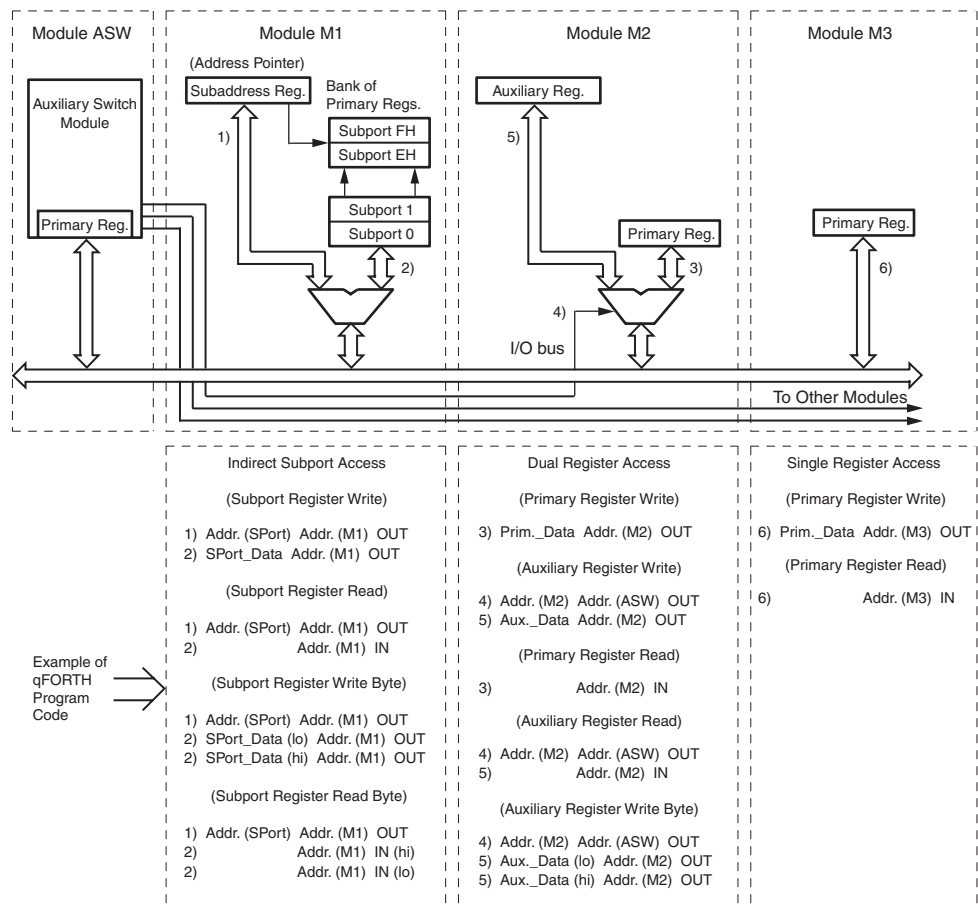 Module ASW
Module M1
Module M2
Module M3
Auxiliary Switch
Module
Primary Reg.
(Address Pointer)
Subaddress Reg.
Bank of
Primary Regs.
Subport FH
Subport EH
Subport 1
Subport 0
1)
2)
Auxiliary Reg.
5)
Primary Reg.
3)
4)
I/O bus
Primary Reg.
6)
To Other Modules
Example of
qFORTH
Program
Code
Indirect Subport Access
(Subport Register Write)
1) Addr. (SPort) Addr. (M1) OUT
2) SPort_Data Addr. (M1) OUT
(Subport Register Read)
1) Addr. (SPort) Addr. (M1) OUT
2) Addr. (M1) IN
(Subport Register Write Byte)
1) Addr. (SPort) Addr. (M1) OUT
2) SPort_Data (lo) Addr. (M1) OUT
2) SPort_Data (hi) Addr. (M1) OUT
(Subport Register Read Byte)
1) Addr. (SPort) Addr. (M1) OUT
2) Addr. (M1) IN (hi)
2) Addr. (M1) IN (lo)
Dual Register Access
(Primary Register Write)
3) Prim._Data Addr. (M2) OUT
(Auxiliary Register Write)
4) Addr. (M2) Addr. (ASW) OUT
5) Aux._Data Addr. (M2) OUT
(Primary Register Read)
3) Addr. (M2) IN
(Auxiliary Register Read)
4) Addr. (M2) Addr. (ASW) OUT
5) Addr. (M2) IN
(Auxiliary Register Write Byte)
4) Addr. (M2) Addr. (ASW) OUT
5) Aux._Data (lo) Addr. (M2) OUT
5) Aux._Data (hi) Addr. (M2) OUT
Single Register Access
(Primary Register Write)
6) Prim._Data Addr. (M3) OUT
(Primary Register Read)
6) Addr. (M3) IN